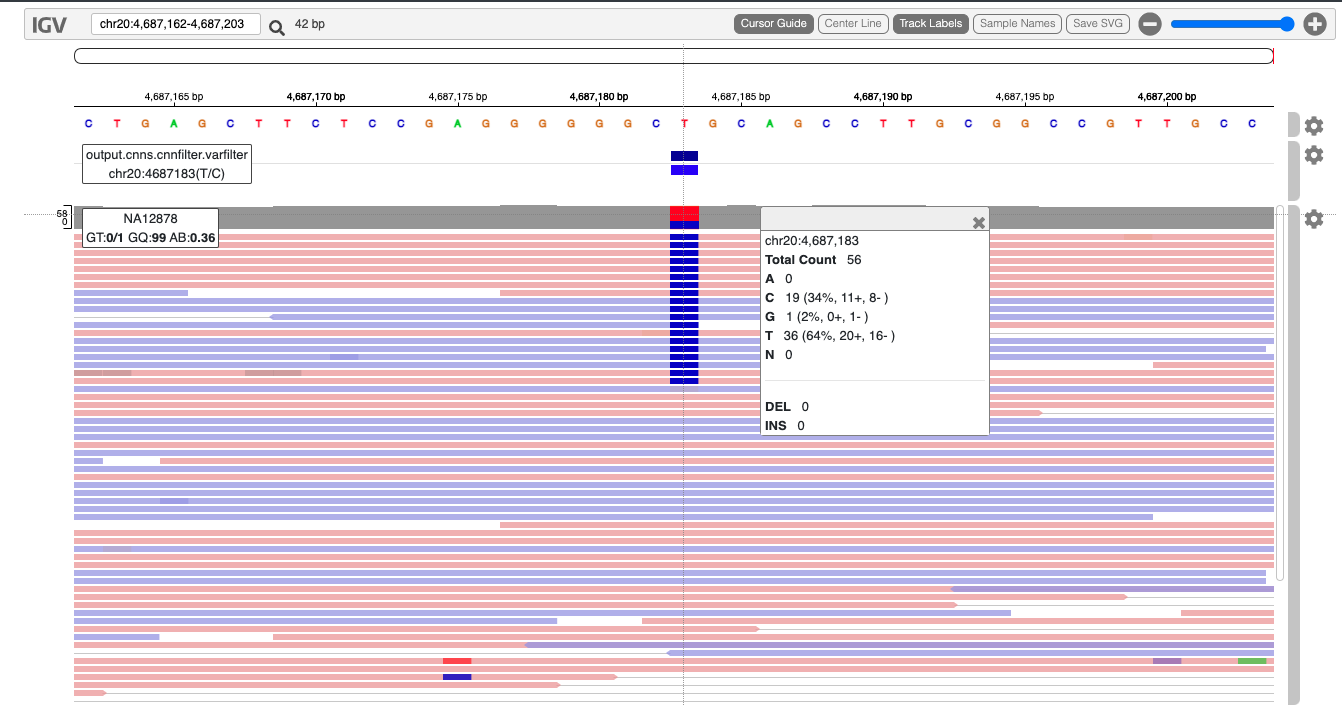 IGV chr20:4,687,162-4,687,203 42 bp Cursor Guide Center Line Track Labels Sample Names Save SVG
4,687,165 bp 4,687,170 bp 4,687,175 bp 4,687,180 bp 4,687,185 bp 4,687,190 bp 4,687,195 bp 4,687,200 bp
C T G A G C T T C T C C G A G G G G G G C T G C A G C C T T G C G G C C G T T G C C
output.cnns.cnnfilter.varfilter
chr20:4687183(T/C)
58
0
NA12878
GT:0/1 GQ:99 AB:0.36
chr20:4,687,183
Total Count 56
A 0
C 19 (34%, 11+, 8- )
G 1 (2%, 0+, 1- )
T 36 (64%, 20+, 16- )
N 0
DEL 0
INS 0